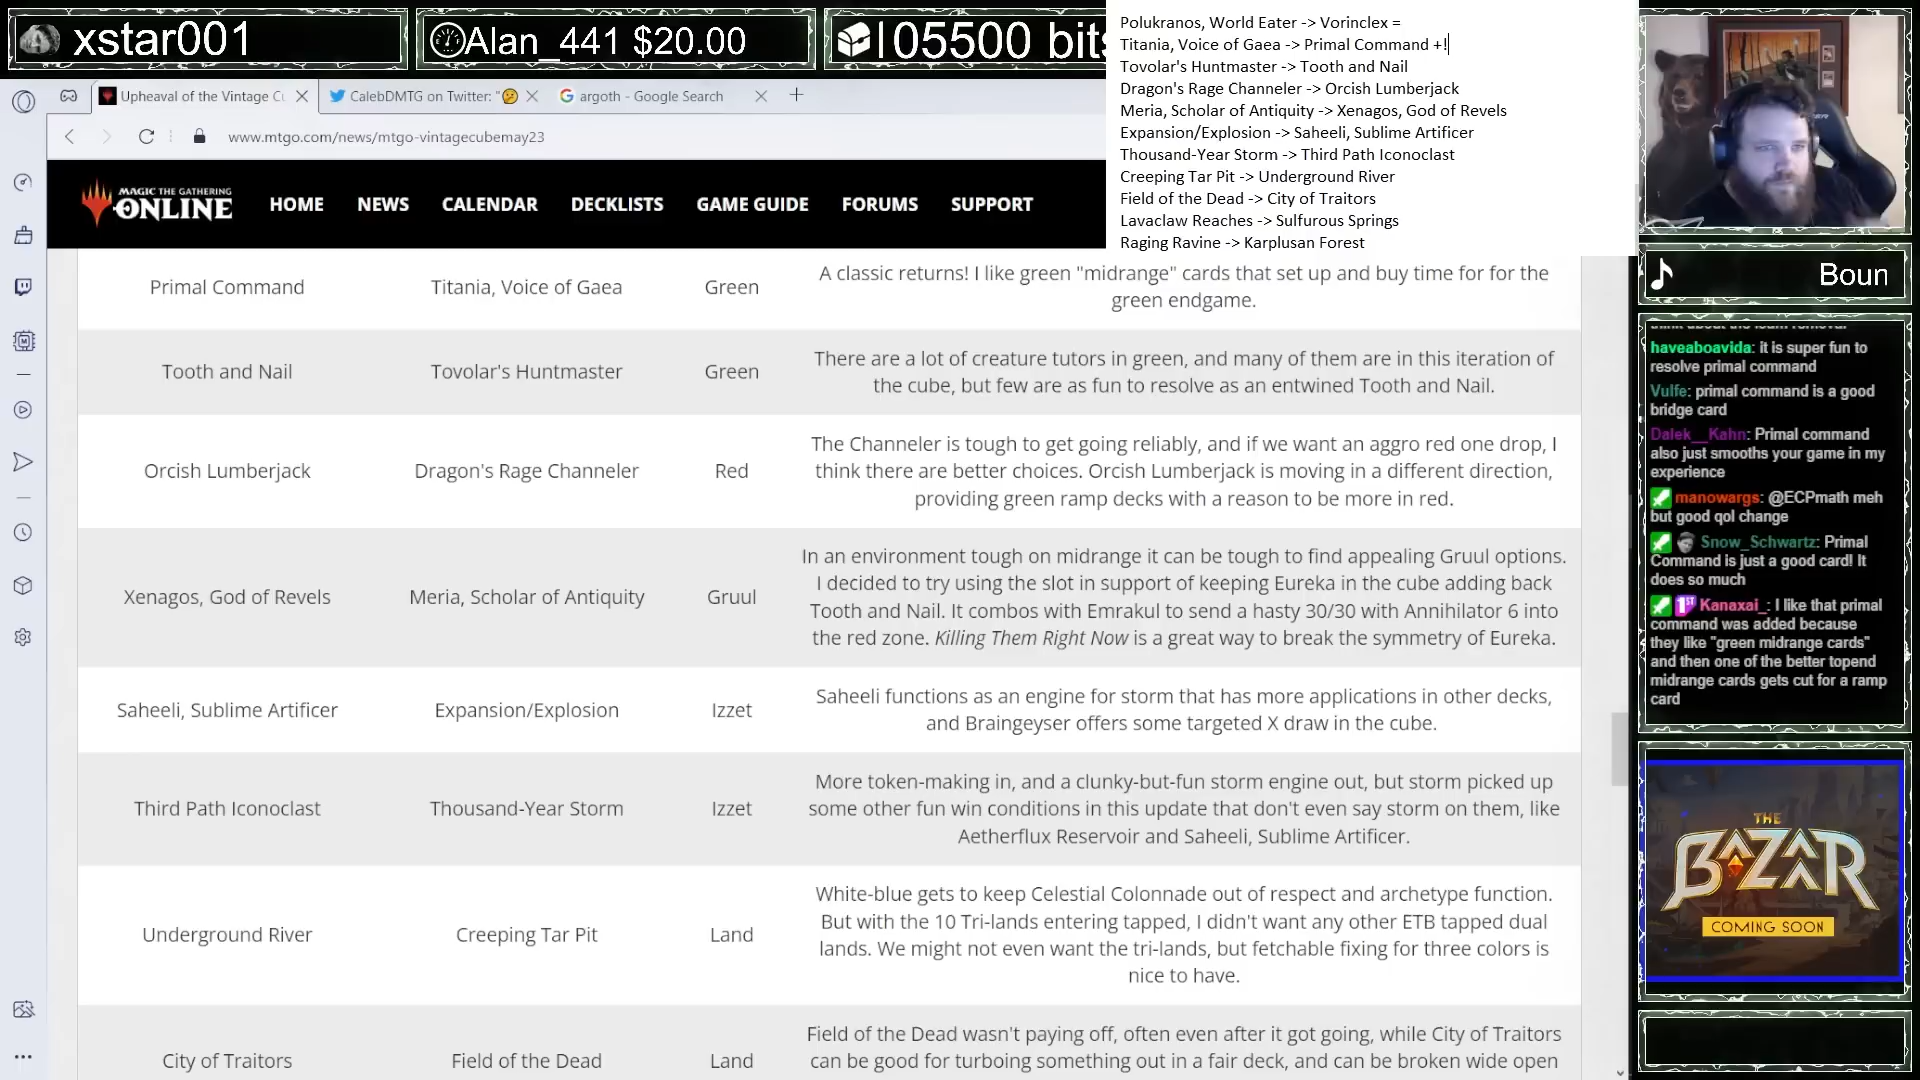 xstar001
Alan_441 $20.00
105500 bits
Polukranos, World Eater -> Vorinclex =
Titania, Voice of Gaea -> Primal Command +!
Tovolar's Huntmaster -> Tooth and Nail
Dragon's Rage Channeler -> Orcish Lumberjack
Meria, Scholar of Antiquity -> Xenagos, God of Revels
Expansion/Explosion -> Saheeli, Sublime Artificer
Thousand-Year Storm -> Third Path Iconoclast
Creeping Tar Pit -> Underground River
Field of the Dead -> City of Traitors
Lavaclaw Reaches -> Sulfurous Springs
Raging Ravine -> Karplusan Forest
Upheaval of the Vintage Cu
CalebDMTG on Twitter: "
argoth - Google Search
www.mtgo.com/news/mtgo-vintagecubemay23
MAGIC THE GATHERING
ONLINE
HOME
NEWS
CALENDAR
DECKLISTS
GAME GUIDE
FORUMS
SUPPORT
Primal Command
Titania, Voice of Gaea
Green
A classic returns! I like green "midrange" cards that set up and buy time for for the
green endgame.
Tooth and Nail
Tovolar's Huntmaster
Green
There are a lot of creature tutors in green, and many of them are in this iteration of
the cube, but few are as fun to resolve as an entwined Tooth and Nail.
Orcish Lumberjack
Dragon's Rage Channeler
Red
The Channeler is tough to get going reliably, and if we want an aggro red one drop, I
think there are better choices. Orcish Lumberjack is moving in a different direction,
providing green ramp decks with a reason to be more in red.
Xenagos, God of Revels
Meria, Scholar of Antiquity
Gruul
In an environment tough on midrange it can be tough to find appealing Gruul options.
I decided to try using the slot in support of keeping Eureka in the cube adding back
Tooth and Nail. It combos with Emrakul to send a hasty 30/30 with Annihilator 6 into
the red zone. Killing Them Right Now is a great way to break the symmetry of Eureka.
Saheeli, Sublime Artificer
Expansion/Explosion
Izzet
Saheeli functions as an engine for storm that has more applications in other decks,
and Braingeyser offers some targeted X draw in the cube.
Third Path Iconoclast
Thousand-Year Storm
Izzet
More token-making in, and a clunky-but-fun storm engine out, but storm picked up
some other fun win conditions in this update that don't even say storm on them, like
Aetherflux Reservoir and Saheeli, Sublime Artificer.
Underground River
Creeping Tar Pit
Land
White-blue gets to keep Celestial Colonnade out of respect and archetype function.
But with the 10 Tri-lands entering tapped, I didn't want any other ETB tapped dual
lands. We might not even want the tri-lands, but fetchable fixing for three colors is
nice to have.
City of Traitors
Field of the Dead
Land
Field of the Dead wasn't paying off, often even after it got going, while City of Traitors
can be good for turboing something out in a fair deck, and can be broken wide open
Boun
haveaboavida: it is super fun to
resolve primal command
Vulfe: primal command is a good
bridge card
Dalek__Kahn: Primal command
also just smooths your game in my
experience
manowargs: @ECPmath meh
but good qol change
Snow_Schwartz: Primal
Command is just a good card! It
does so much
1ST Kanaxai_: I like that primal
command was added because
they like "green midrange cards"
and then one of the better topend
midrange cards gets cut for a ramp
card
THE
BAZAAR
COMING SOON